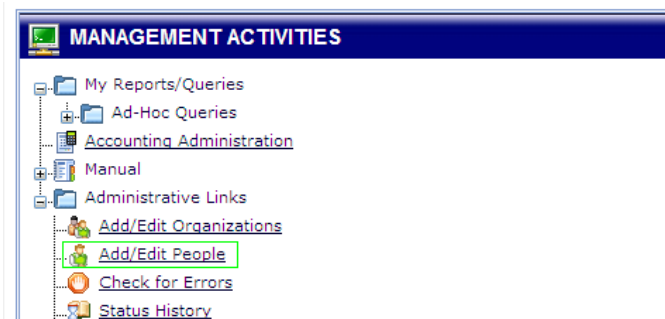 MANAGEMENT ACTIVITIES
My Reports/Queries
Ad-Hoc Queries
Accounting Administration
Manual
Administrative Links
Add/Edit Organizations
Add/Edit People
Check for Errors
Status History